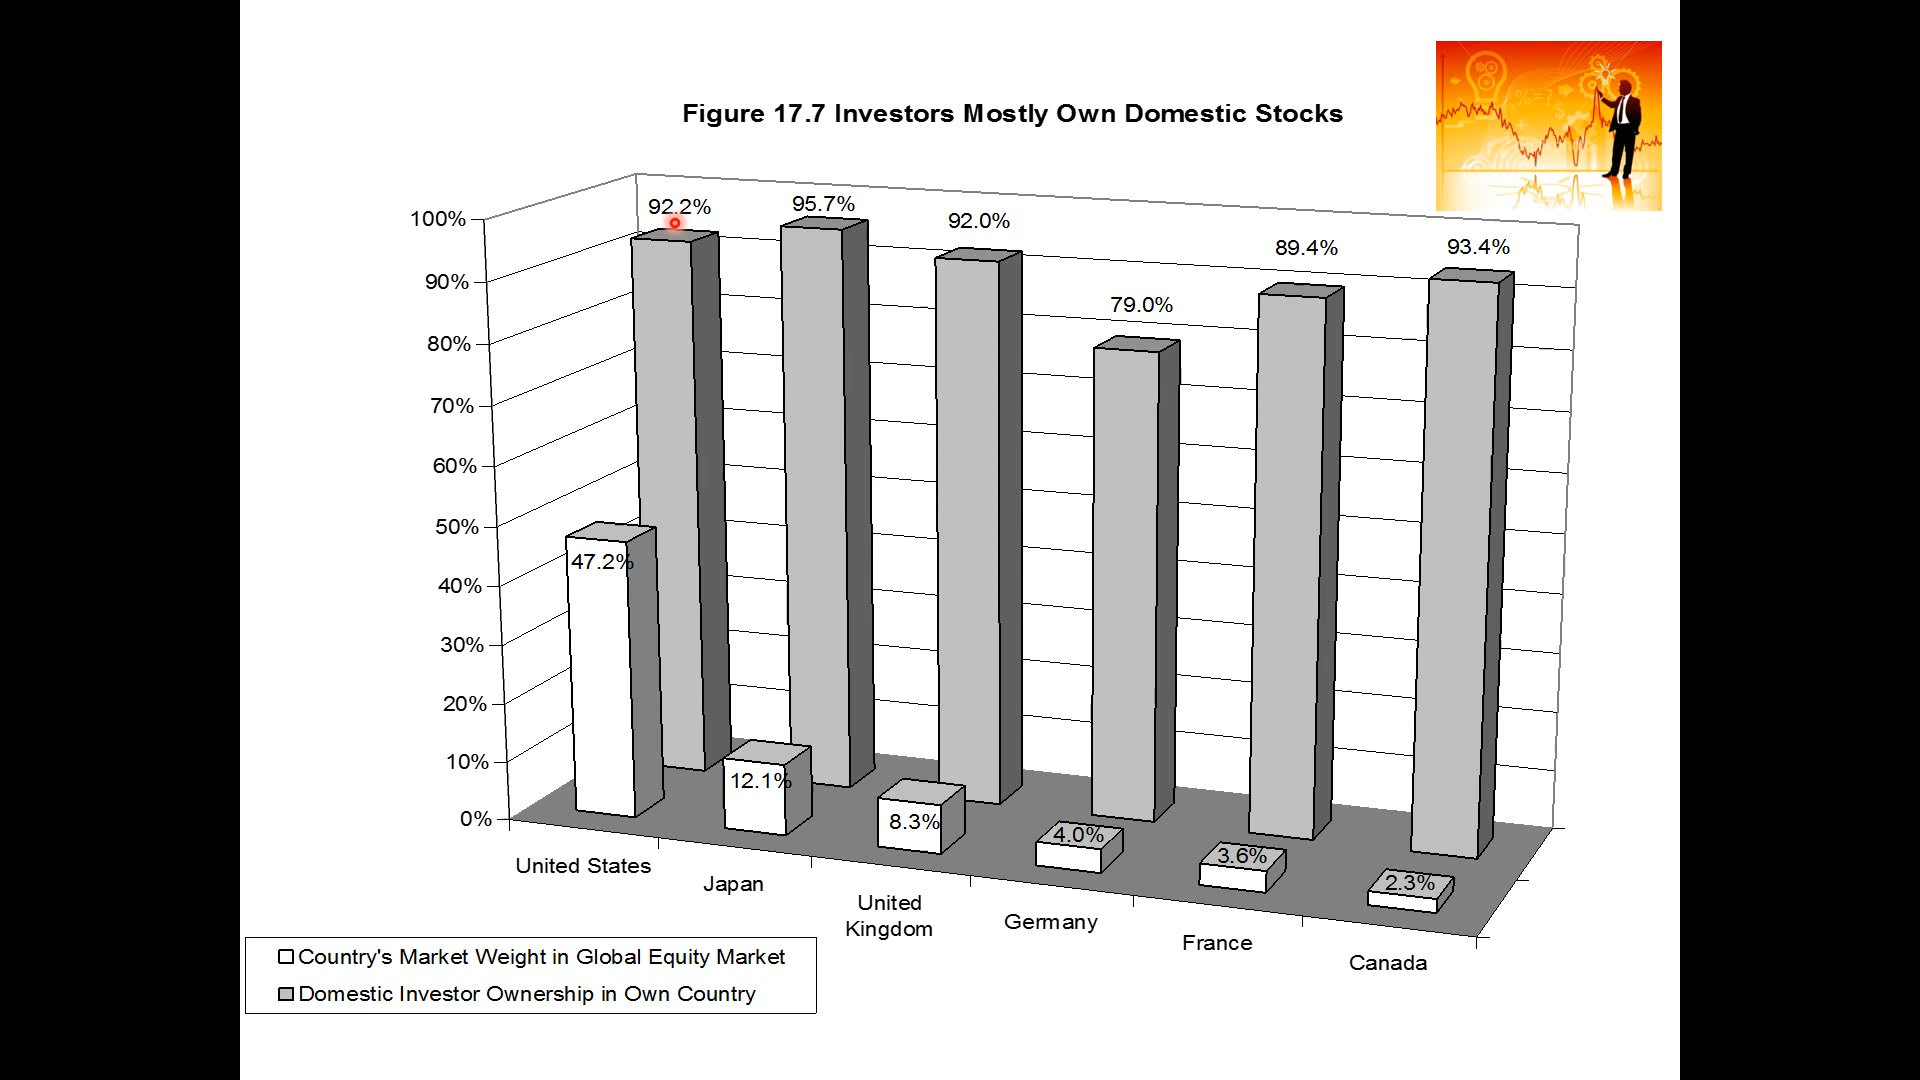 Figure 17.7 Investors Mostly Own Domestic Stocks
100%
90%
80%
70%
60%
50%
40%
30%
20%
10%
0%
92.2%
95.7%
92.0%
79.0%
89.4%
93.4%
47.2%
12.1%
8.3%
4.0%
3.6%
2.3%
United States
Japan
United
Kingdom
Germany
France
Canada
Country's Market Weight in Global Equity Market
Domestic Investor Ownership in Own Country
%=?
$